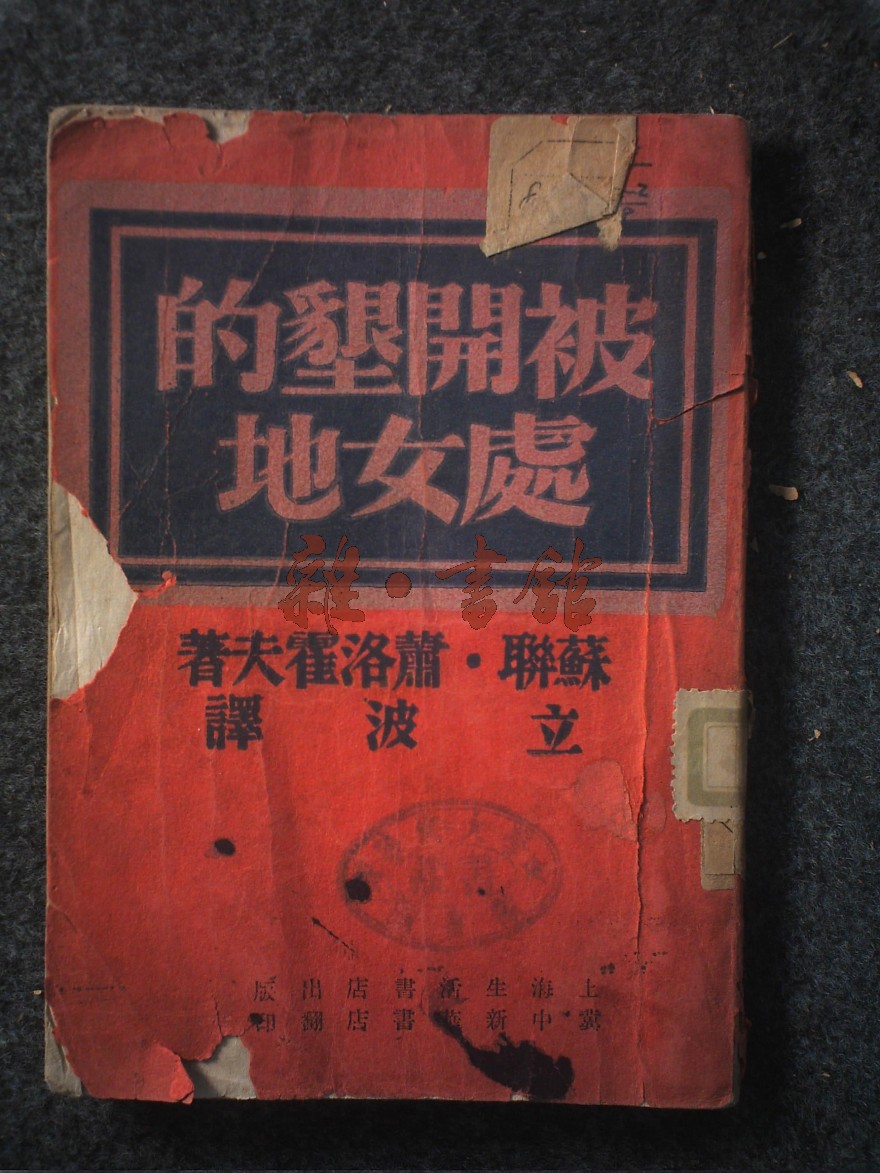 被開墾的
處女地
雜·書館
蘇聯·蕭洛霍夫著
立波譯
上海生活書店出版
冀中新華書店翻印